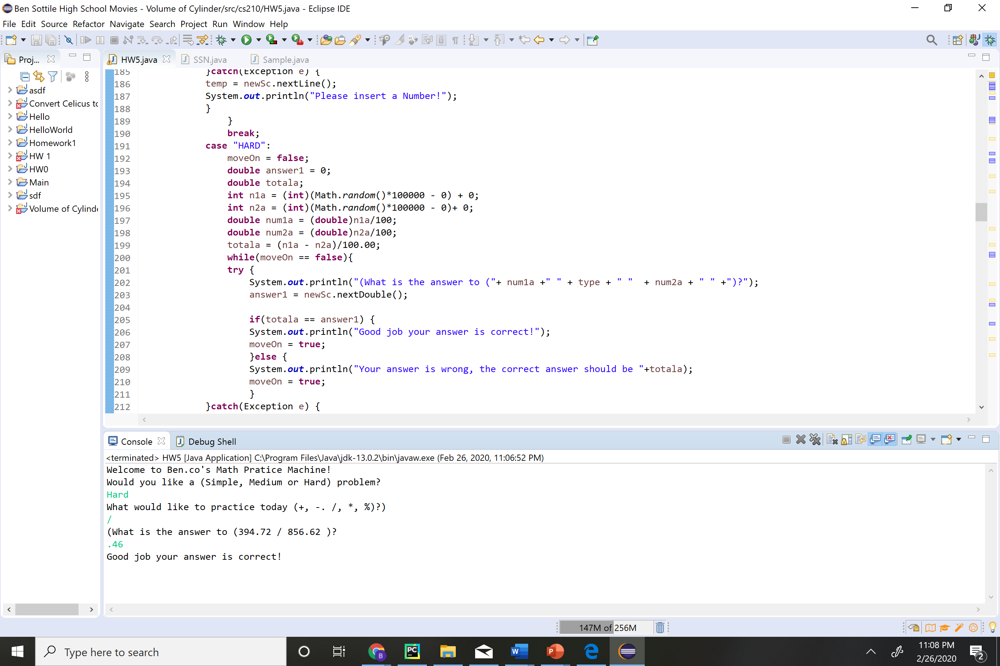 Ben Sottile High School Movies - Volume of Cylinder/src/cs210/HW5.java - Eclipse IDE
File Edit Source Refactor Navigate Search Project Run Window Help
Proj...
HW5.java
SSN.java
Sample.java
asdf
Convert Celicus to
Hello
HelloWorld
Homework1
HW 1
HW0
Main
sdf
Volume of Cylinde
185 }catch(Exception e) {
186 temp = newSc.nextLine();
187 System.out.println("Please insert a Number!");
188 }
189 }
190 break;
191 case "HARD":
192 moveOn = false;
193 double answer1 = 0;
194 double totala;
195 int n1a = (int)(Math.random()*100000 - 0) + 0;
196 int n2a = (int)(Math.random()*100000 - 0)+ 0;
197 double num1a = (double)n1a/100;
198 double num2a = (double)n2a/100;
199 totala = (n1a - n2a)/100.00;
200 while(moveOn == false){
201 try {
202 System.out.println("(What is the answer to ("+ num1a +" " + type + " "  + num2a + " " +")?");
203 answer1 = newSc.nextDouble();
204
205 if(totala == answer1) {
206 System.out.println("Good job your answer is correct!");
207 moveOn = true;
208 }else {
209 System.out.println("Your answer is wrong, the correct answer should be "+totala);
210 moveOn = true;
211 }
212 }catch(Exception e) {
Console
Debug Shell
<terminated> HW5 [Java Application] C:\Program Files\Java\jdk-13.0.2\bin\javaw.exe (Feb 26, 2020, 11:06:52 PM)
Welcome to Ben.co's Math Pratice Machine!
Would you like a (Simple, Medium or Hard) problem?
Hard
What would like to practice today (+, -. /, *, %)?)
/
(What is the answer to (394.72 / 856.62 )?
.46
Good job your answer is correct!
147M of 256M
Type here to search
B
PC
W
P
11:08 PM
2/26/2020
2